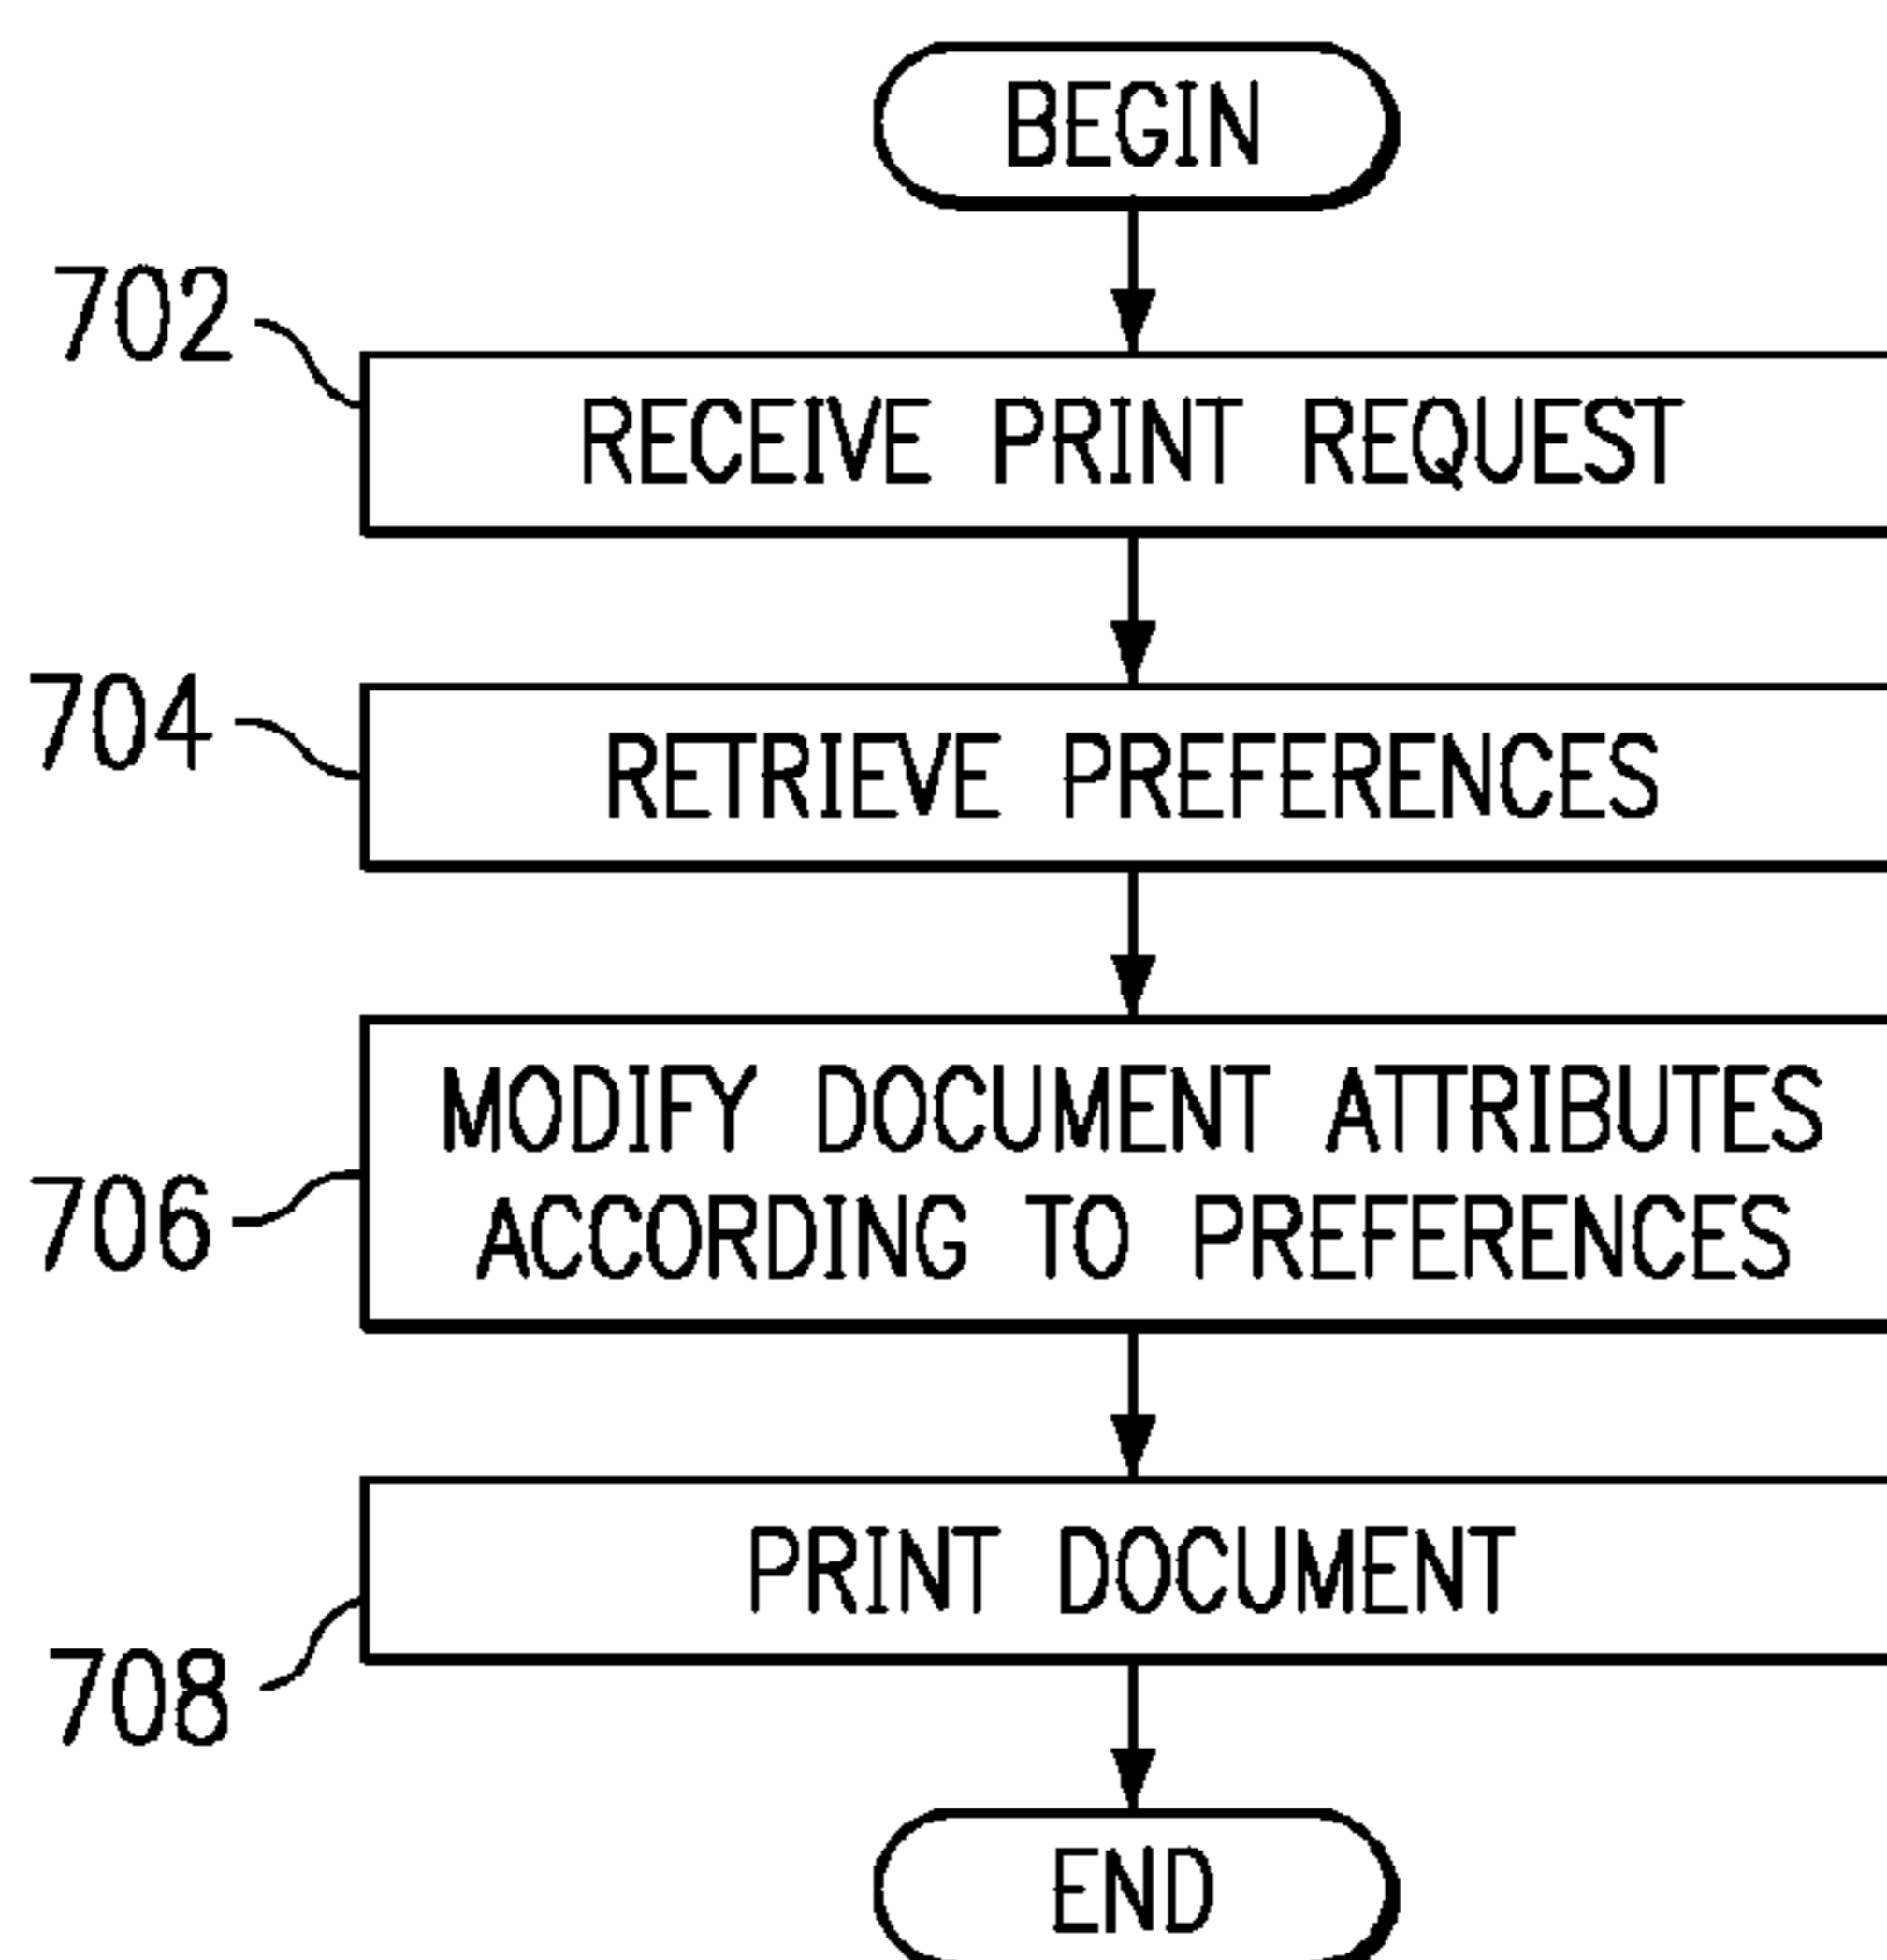 BEGIN
702
RECEIVE PRINT REQUEST
704
RETRIEVE PREFERENCES
MODIFY DOCUMENT ATTRIBUTES
706
ACCORDING TO PREFERENCES
PRINT DOCUMENT
708
END